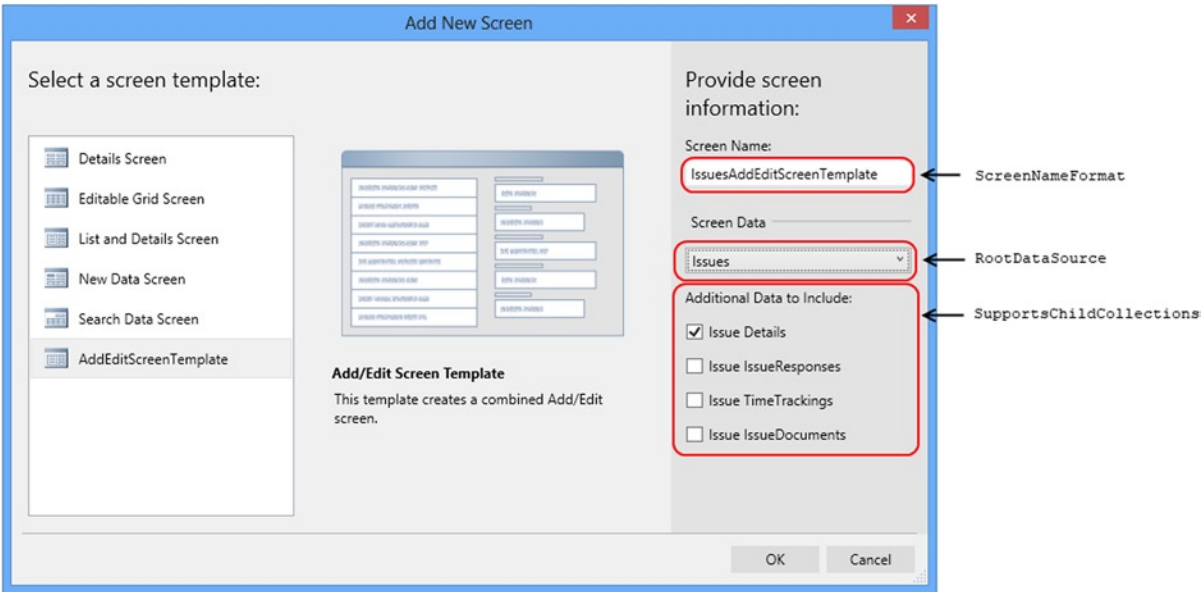 Add New Screen
Select a screen template:
Details Screen
Editable Grid Screen
List and Details Screen
New Data Screen
Search Data Screen
AddEditScreenTemplate
Add/Edit Screen Template
This template creates a combined Add/Edit
screen.
Provide screen
information:
Screen Name:
IssuesAddEditScreenTemplate
ScreenNameFormat
Screen Data
Issues
RootDataSource
Additional Data to Include:
SupportsChildCollections
Issue Details
Issue IssueResponses
Issue TimeTrackings
Issue IssueDocuments
OK
Cancel